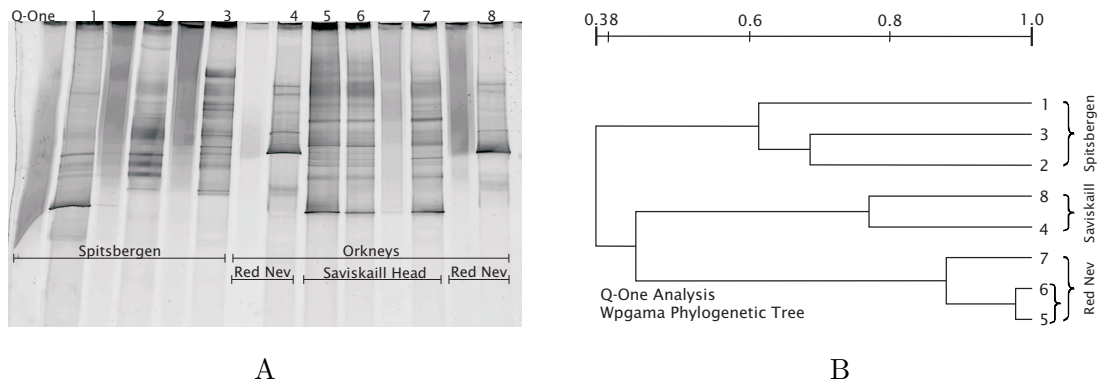 Q-One 1 2 3 4 5 6 7 8
Spitsbergen
Orkneys
Red Nev
Saviskaill Head
Red Nev
A
0.38 0.6 0.8 1.0
1
3
2
Spitsbergen
8
4
Saviskaill
7
6
5
Red Nev
Q-One Analysis
Wpgama Phylogenetic Tree
B